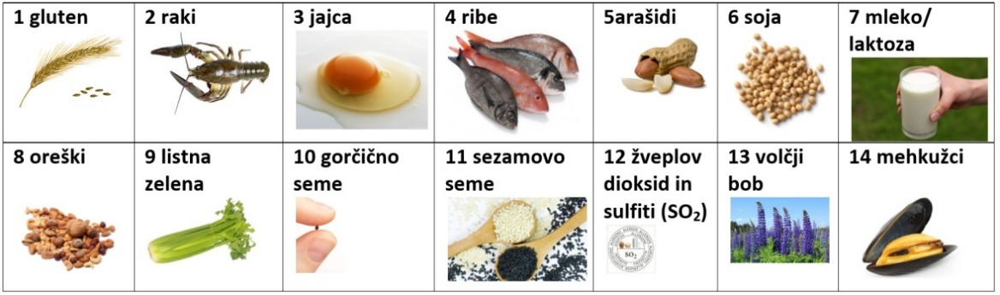 1 gluten
2 raki
3 jajca
4 ribe
5arašidi
6 soja
7 mleko/
laktoza
8 oreški
9 listna
zelena
10 gorčično
seme
11 sezamovo
seme
12 žveplov
dioksid in
sulfiti (SO₂)
SO₂
13 volčji
bob
14 mehkužci